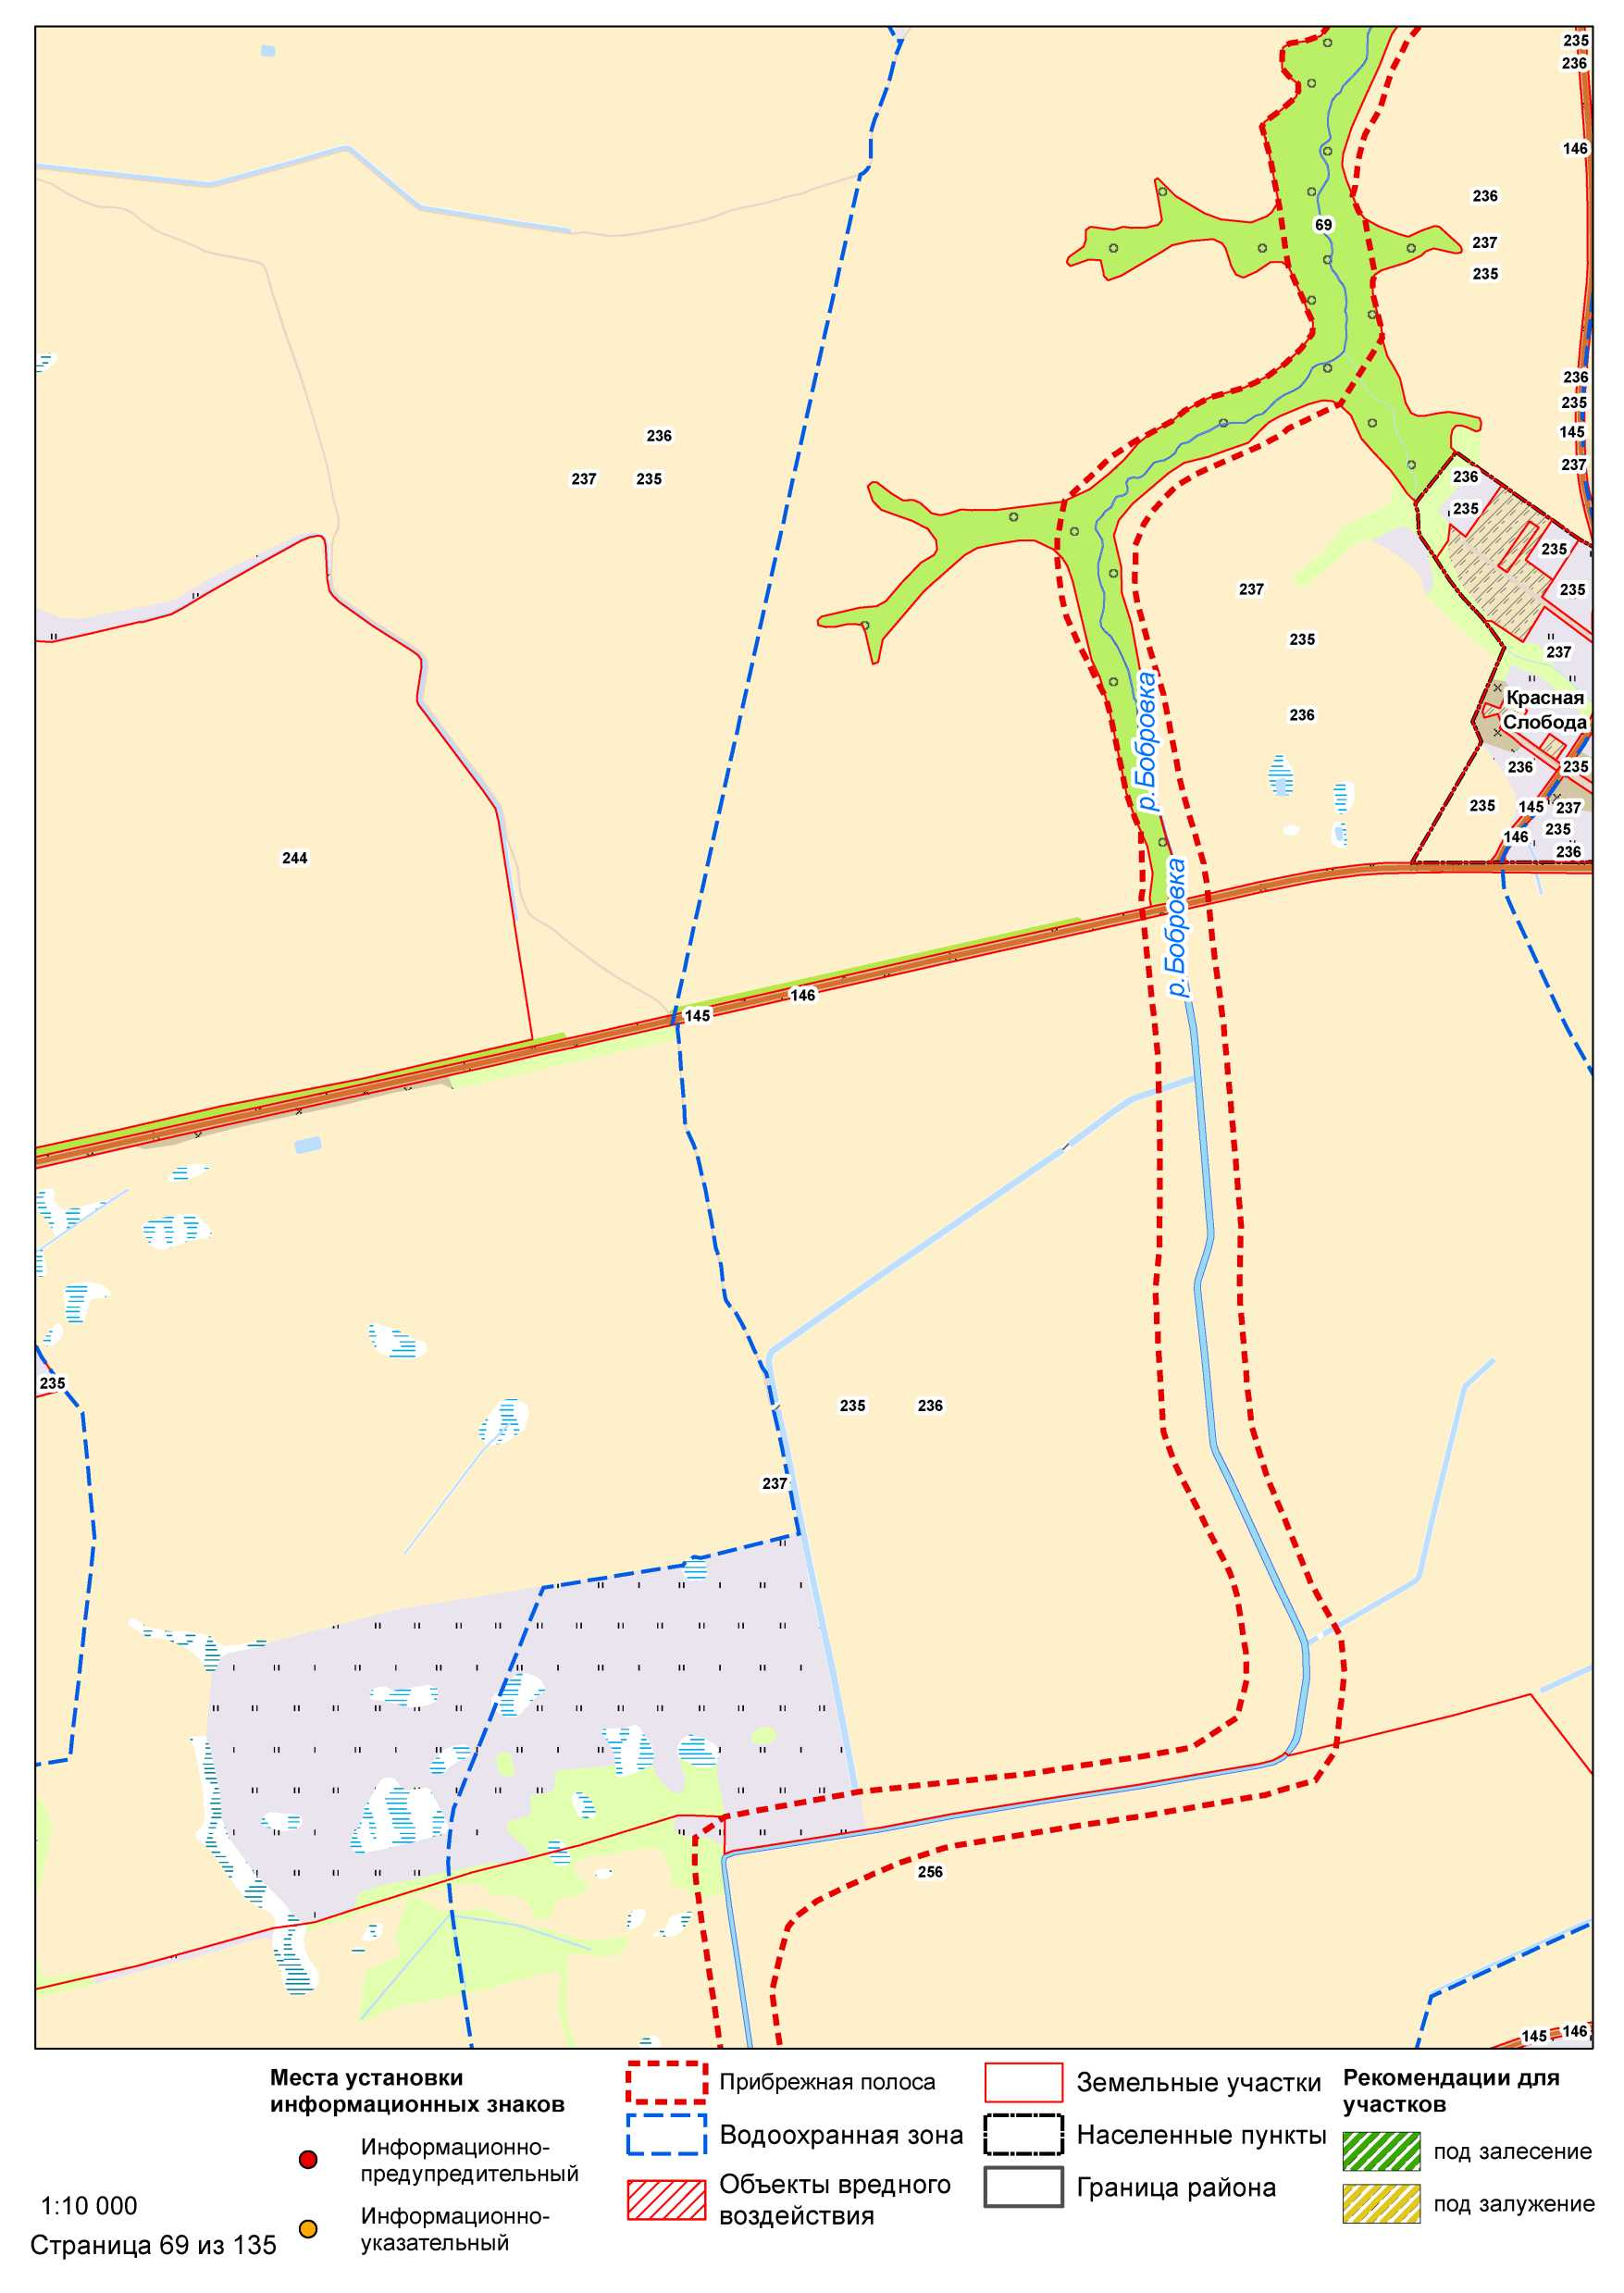 235
236
146
236
69
237
235
236
235
236
145
237
235
237
236
235
235
237
235
235
237
236
р. Бобровка
Красная
Слобода
236
235
235
145
237
146
235
236
244
р. Бобровка
146
145
235
235
236
237
256
145
146
Места установки
информационных знаков
Информационно-
предупредительный
Информационно-
указательный
1:10 000
Страница 69 из 135
Прибрежная полоса
Водоохранная зона
Объекты вредного
воздействия
Земельные участки
Населенные пункты
Граница района
Рекомендации для
участков
под залесение
под залужение